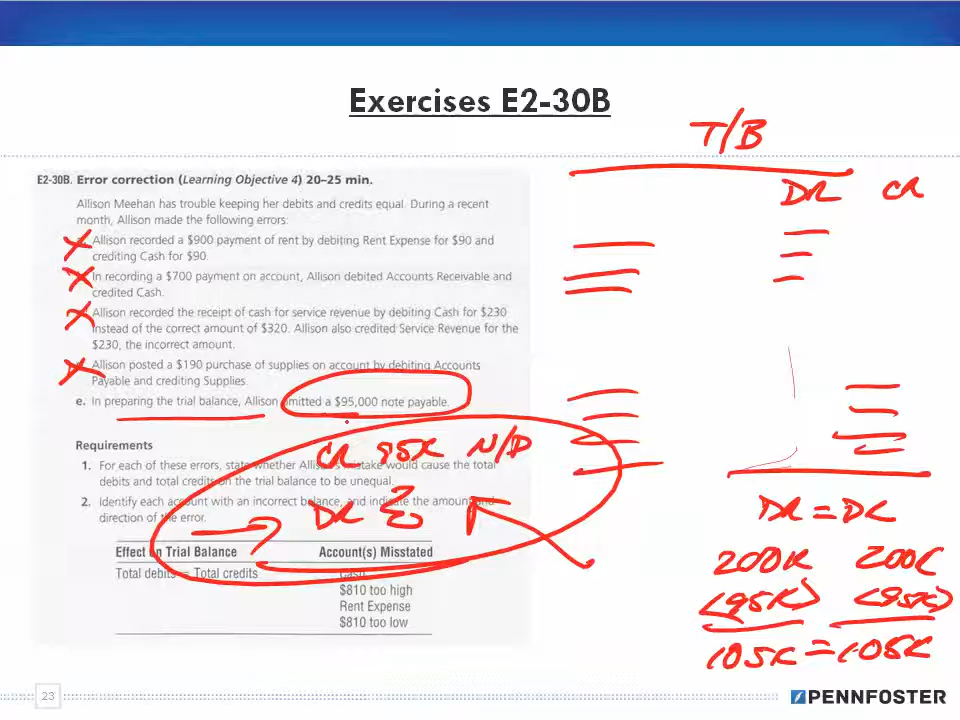 Exercises E2-30B
T/B
DR CR
E2-30B. Error correction (Learning Objective 4) 20–25 min.
Allison Meehan has trouble keeping her debits and credits equal. During a recent
month, Allison made the following errors:
Allison recorded a $900 payment of rent by debiting Rent Expense for $90 and
crediting Cash for $90.
In recording a $700 payment on account, Allison debited Accounts Receivable and
credited Cash.
Allison recorded the receipt of cash for service revenue by debiting Cash for $230
instead of the correct amount of $320. Allison also credited Service Revenue for the
$230, the incorrect amount.
Allison posted a $190 purchase of supplies on account by debiting Accounts
Payable and crediting Supplies.
e. In preparing the trial balance, Allison omitted a $95,000 note payable.
Requirements
CR 95K N/P
1. For each of these errors, state whether Allison's mistake would cause the total
debits and total credits on the trial balance to be unequal.
2. Identify each account with an incorrect balance, and indicate the amount and
direction of the error.
DR
DR =
Effect on Trial Balance Account(s) Misstated
Total debits = Total credits Cash
$810 too high
Rent Expense
$810 too low
200K 200K
(95K) (95K)
105K = 105K
23
PENNFOSTER